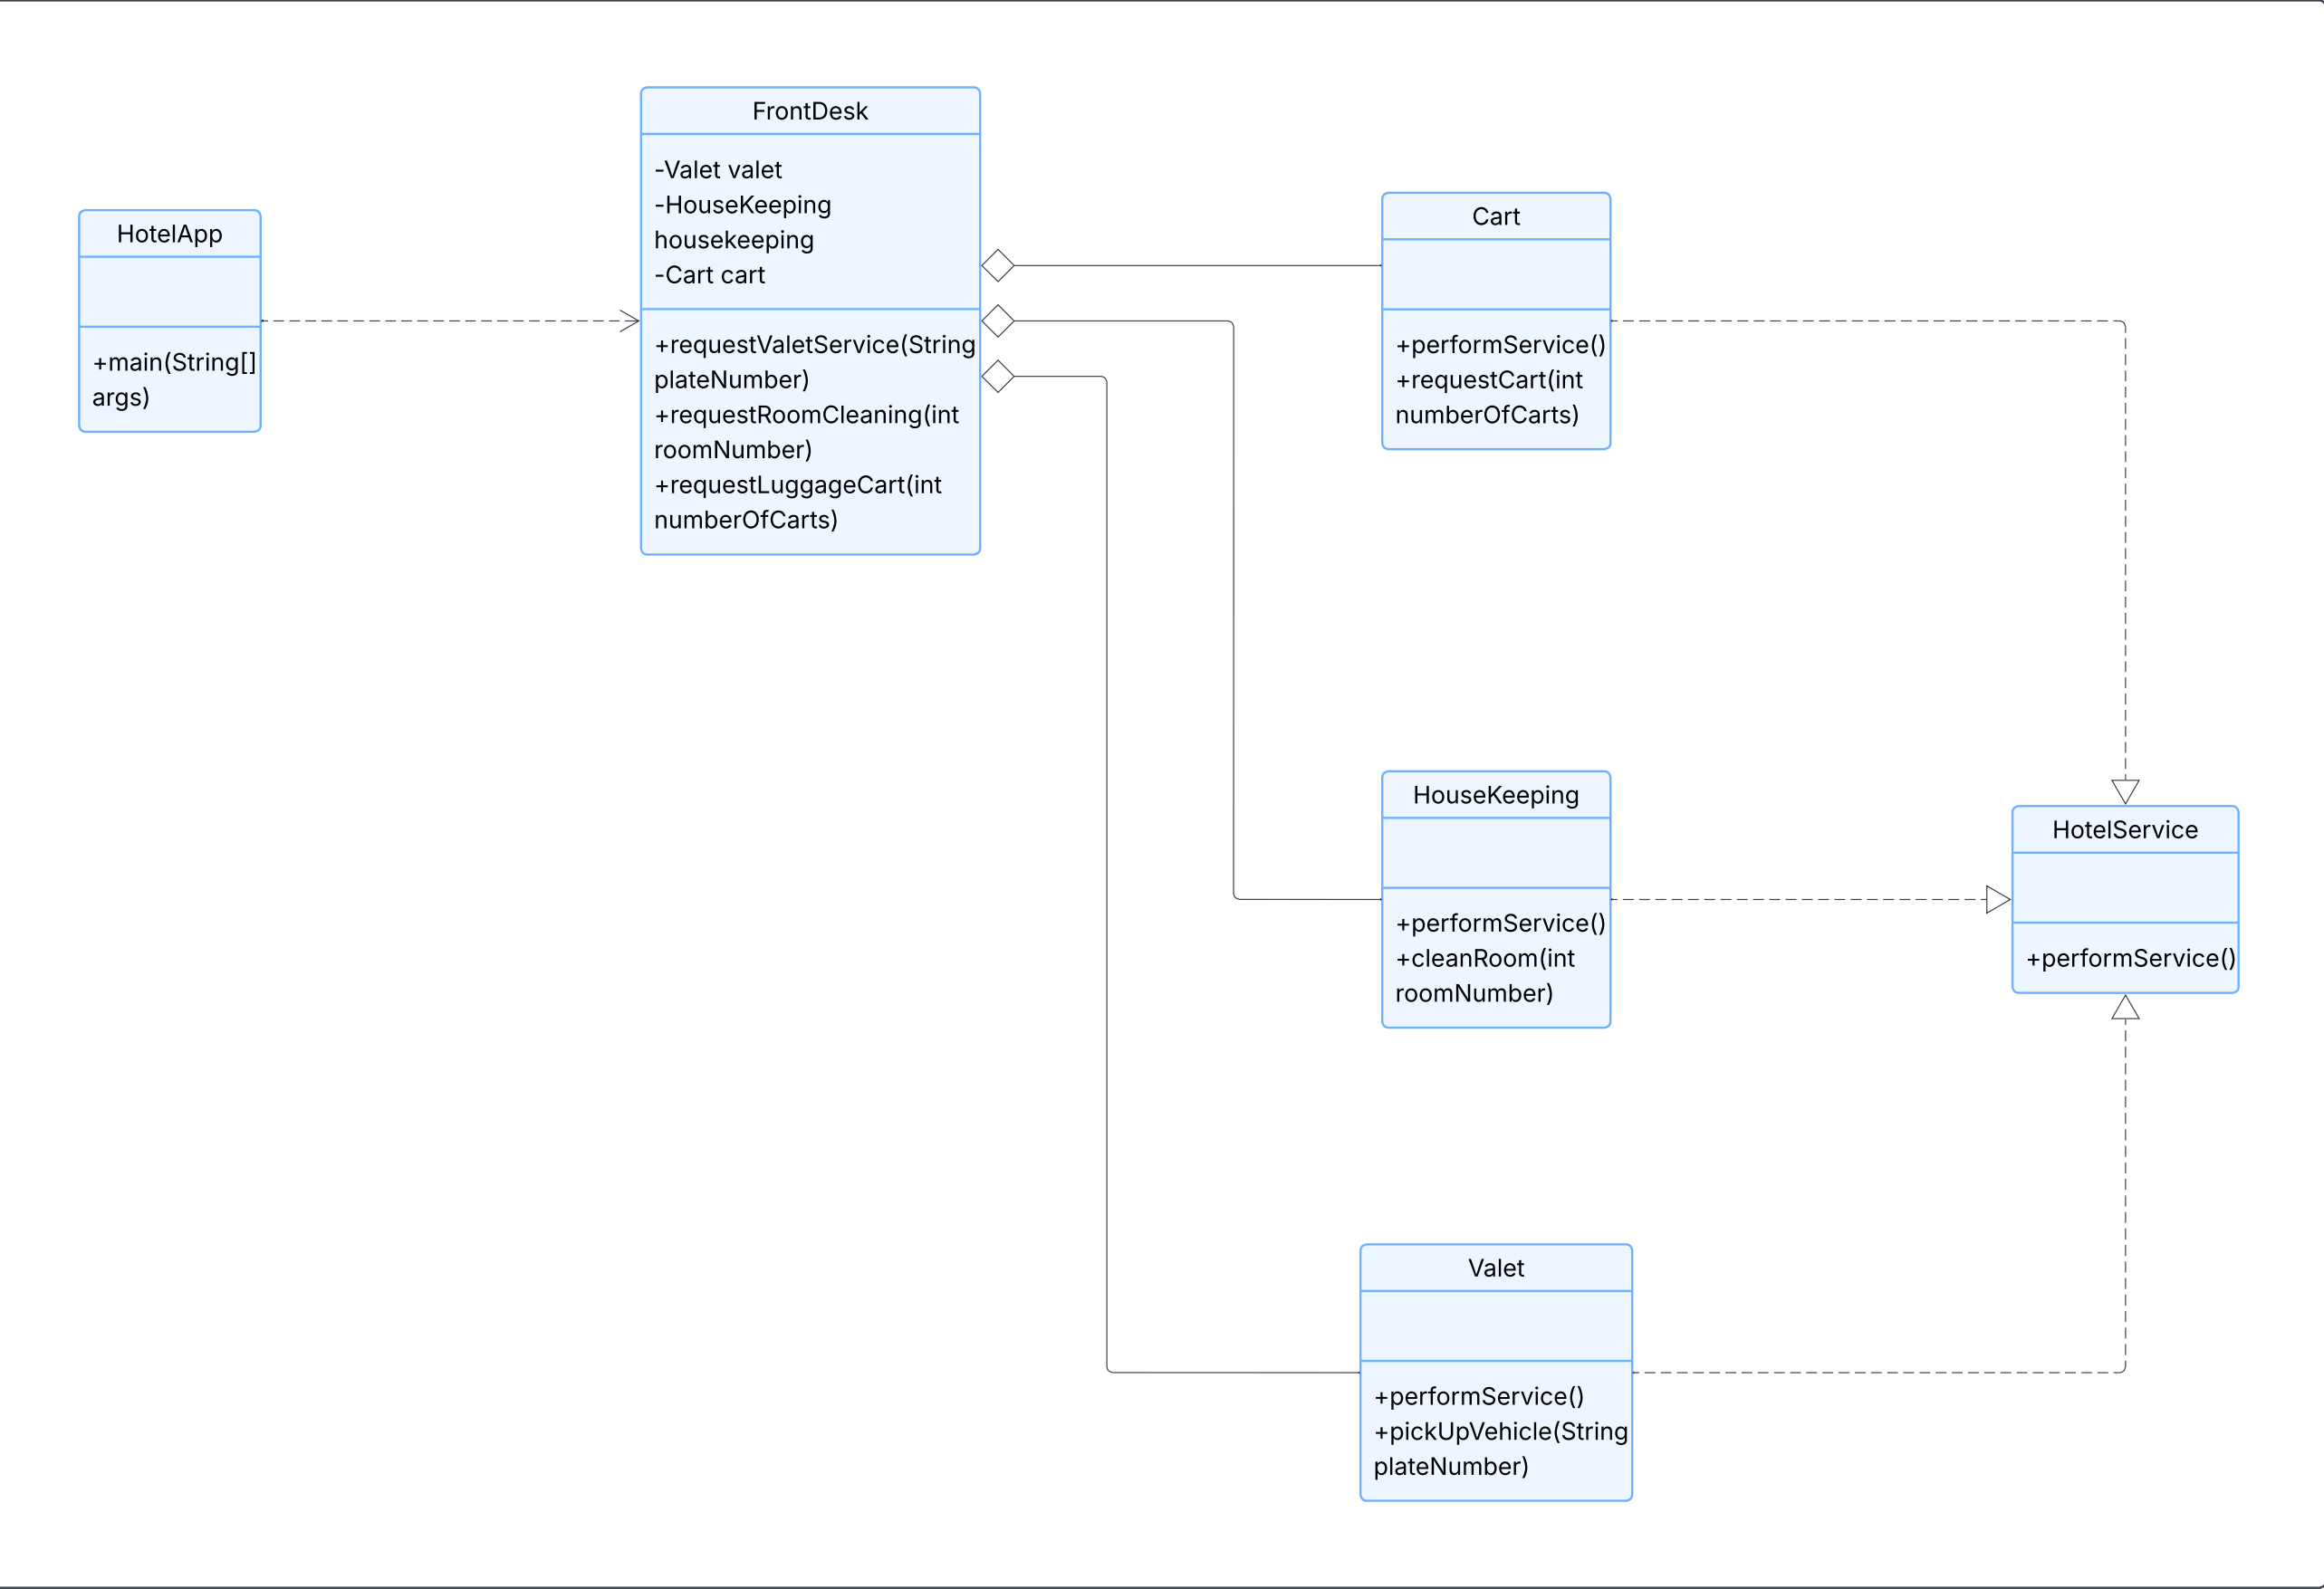 HotelApp
+main(String[]
args)
FrontDesk
-Valet valet
-HouseKeeping
housekeeping
-Cart cart
+requestValetService(String
plateNumber)
+requestRoomCleaning(int
roomNumber)
+requestLuggageCart(int
numberOfCarts)
Cart
+performService()
+requestCart(int
numberOfCarts)
HouseKeeping
+performService()
+cleanRoom(int
roomNumber)
HotelService
+performService()
Valet
+performService()
+pickUpVehicle(String
plateNumber)